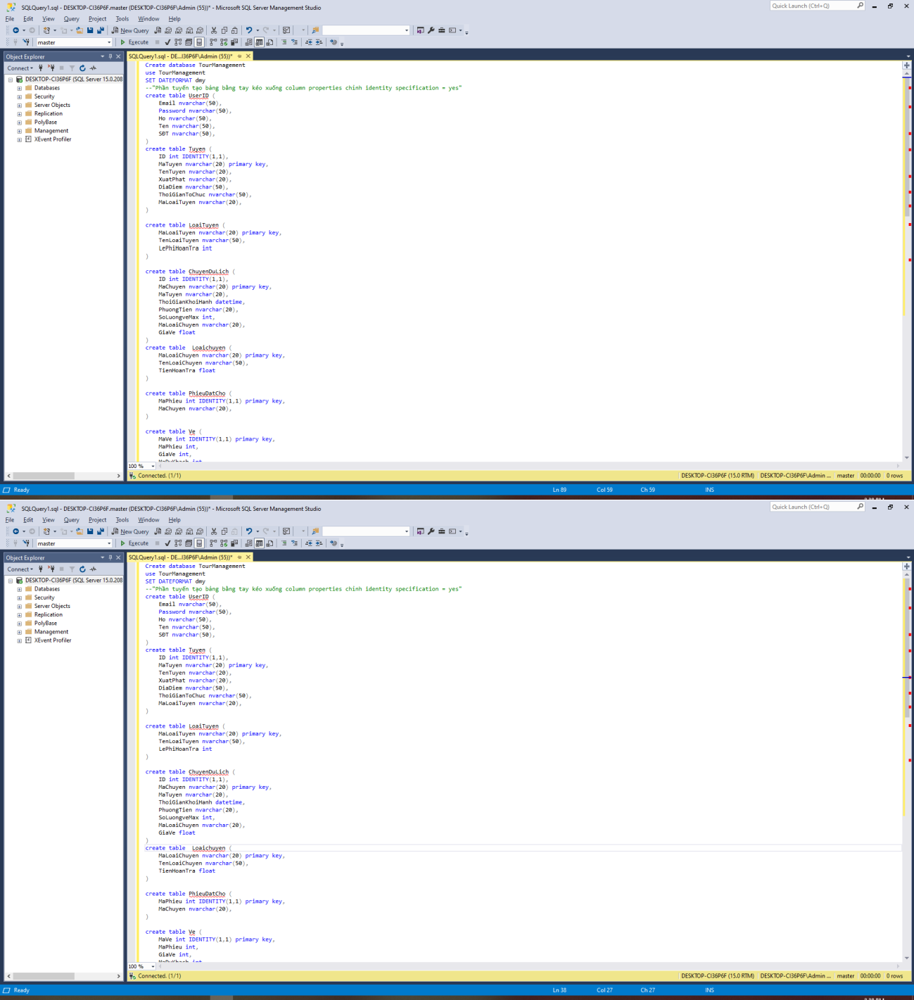 SQLQuery1.sql - DESKTOP-CI36P6F.master (DESKTOP-CI36P6F\Admin (55))* - Microsoft SQL Server Management Studio
Quick Launch (Ctrl+Q)
File Edit View Query Project Tools Window Help
New Query
master Execute
Object Explorer
SQLQuery1.sql - DE...I36P6F\Admin (55))*
Connect
DESKTOP-CI36P6F (SQL Server 15.0.208
Databases
Security
Server Objects
Replication
PolyBase
Management
XEvent Profiler
Create database TourManagement
use TourManagement
SET DATEFORMAT dmy
--"Phần tuyến tạo bảng bằng tay kéo xuống column properties chỉnh identity specification = yes"
create table UserID (
Email nvarchar(50),
Password nvarchar(50),
Ho nvarchar(50),
Ten nvarchar(50),
SĐT nvarchar(50),
)
create table Tuyen (
ID int IDENTITY(1,1),
MaTuyen nvarchar(20) primary key,
TenTuyen nvarchar(20),
XuatPhat nvarchar(20),
DiaDiem nvarchar(50),
ThoiGianToChuc nvarchar(50),
MaLoaiTuyen nvarchar(20),
)
create table LoaiTuyen (
MaLoaiTuyen nvarchar(20) primary key,
TenLoaiTuyen nvarchar(50),
LePhiHoanTra int
)
create table ChuyenDuLich (
ID int IDENTITY(1,1),
MaChuyen nvarchar(20) primary key,
MaTuyen nvarchar(20),
ThoiGianKhoiHanh datetime,
PhuongTien nvarchar(20),
SoLuongveMax int,
MaLoaiChuyen nvarchar(20),
GiaVe float
)
create table Loaichuyen (
MaLoaiChuyen nvarchar(20) primary key,
TenLoaiChuyen nvarchar(50),
TienHoanTra float
)
create table PhieuDatCho (
MaPhieu int IDENTITY(1,1) primary key,
MaChuyen nvarchar(20),
)
create table Ve (
MaVe int IDENTITY(1,1) primary key,
MaPhieu int,
GiaVe int,
MaDuKhach int
100 %
Connected. (1/1)
DESKTOP-CI36P6F (15.0 RTM) DESKTOP-CI36P6F\Admin ... master 00:00:00 0 rows
Ready Ln 89 Col 59 Ch 59 INS
SQLQuery1.sql - DESKTOP-CI36P6F.master (DESKTOP-CI36P6F\Admin (55))* - Microsoft SQL Server Management Studio
Quick Launch (Ctrl+Q)
File Edit View Query Project Tools Window Help
New Query
master Execute
Object Explorer
SQLQuery1.sql - DE...I36P6F\Admin (55))*
Connect
DESKTOP-CI36P6F (SQL Server 15.0.208
Databases
Security
Server Objects
Replication
PolyBase
Management
XEvent Profiler
Create database TourManagement
use TourManagement
SET DATEFORMAT dmy
--"Phần tuyến tạo bảng bằng tay kéo xuống column properties chỉnh identity specification = yes"
create table UserID (
Email nvarchar(50),
Password nvarchar(50),
Ho nvarchar(50),
Ten nvarchar(50),
SĐT nvarchar(50),
)
create table Tuyen (
ID int IDENTITY(1,1),
MaTuyen nvarchar(20) primary key,
TenTuyen nvarchar(20),
XuatPhat nvarchar(20),
DiaDiem nvarchar(50),
ThoiGianToChuc nvarchar(50),
MaLoaiTuyen nvarchar(20),
)
create table LoaiTuyen (
MaLoaiTuyen nvarchar(20) primary key,
TenLoaiTuyen nvarchar(50),
LePhiHoanTra int
)
create table ChuyenDuLich (
ID int IDENTITY(1,1),
MaChuyen nvarchar(20) primary key,
MaTuyen nvarchar(20),
ThoiGianKhoiHanh datetime,
PhuongTien nvarchar(20),
SoLuongveMax int,
MaLoaiChuyen nvarchar(20),
GiaVe float
)
create table Loaichuyen (
MaLoaiChuyen nvarchar(20) primary key,
TenLoaiChuyen nvarchar(50),
TienHoanTra float
)
create table PhieuDatCho (
MaPhieu int IDENTITY(1,1) primary key,
MaChuyen nvarchar(20),
)
create table Ve (
MaVe int IDENTITY(1,1) primary key,
MaPhieu int,
GiaVe int,
MaDuKhach int
100 %
Connected. (1/1)
DESKTOP-CI36P6F (15.0 RTM) DESKTOP-CI36P6F\Admin ... master 00:00:00 0 rows
Ready Ln 38 Col 27 Ch 27 INS